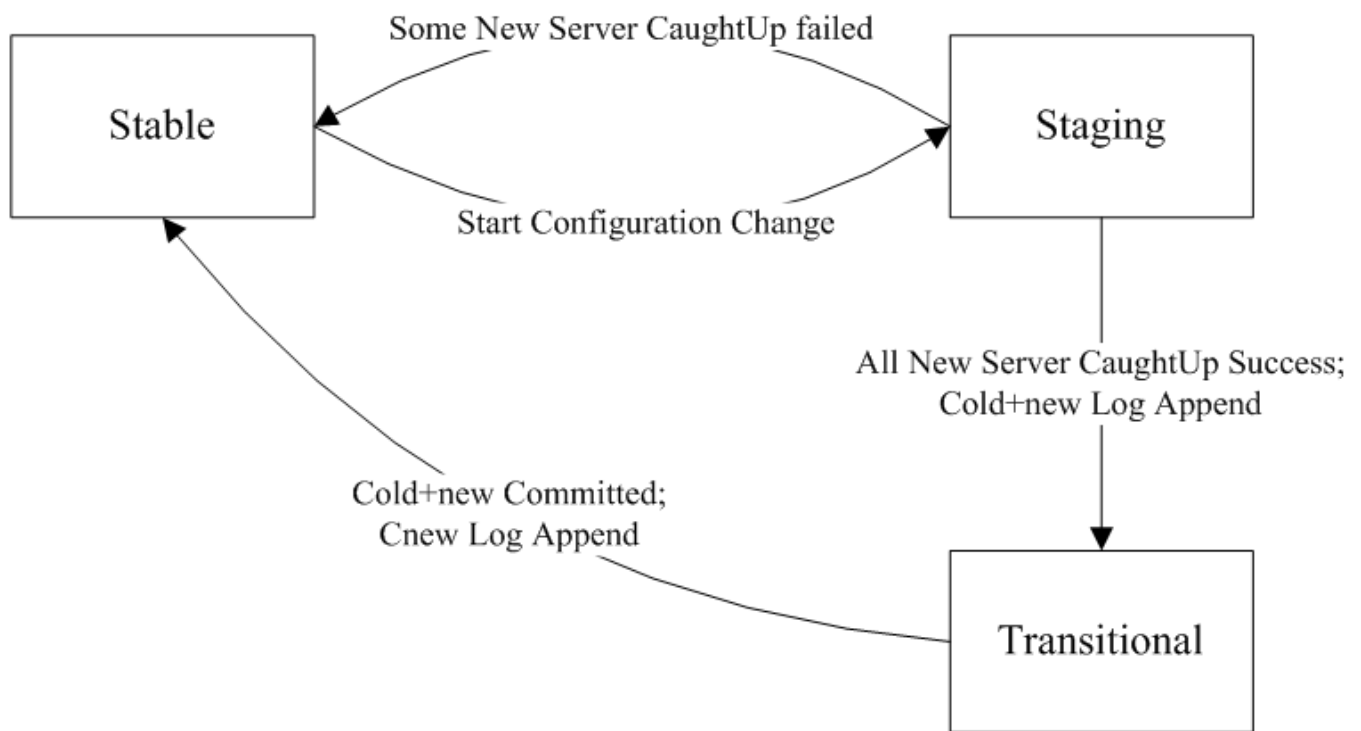 Some New Server CaughtUp failed
Stable
Staging
Start Configuration Change
All New Server CaughtUp Success;
Cold+new Log Append
Cold+new Committed;
Cnew Log Append
Transitional